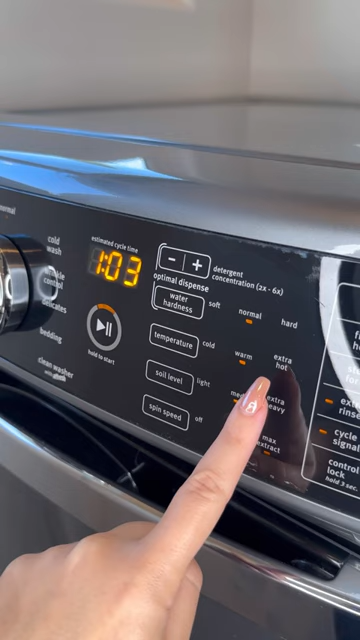 normal
cold
wash
control
delicates
bedding
clean washer
estimated cycle time
1:03
hold to start
- +
detergent
concentration (2x - 6x)
optimal dispense
water
hardness
soft
normal
hard
temperature
cold
warm
extra
hot
soil level
light
extra
heavy
spin speed
off
max
extract
rinse
cycle
signal
control
lock
hold 3 sec.